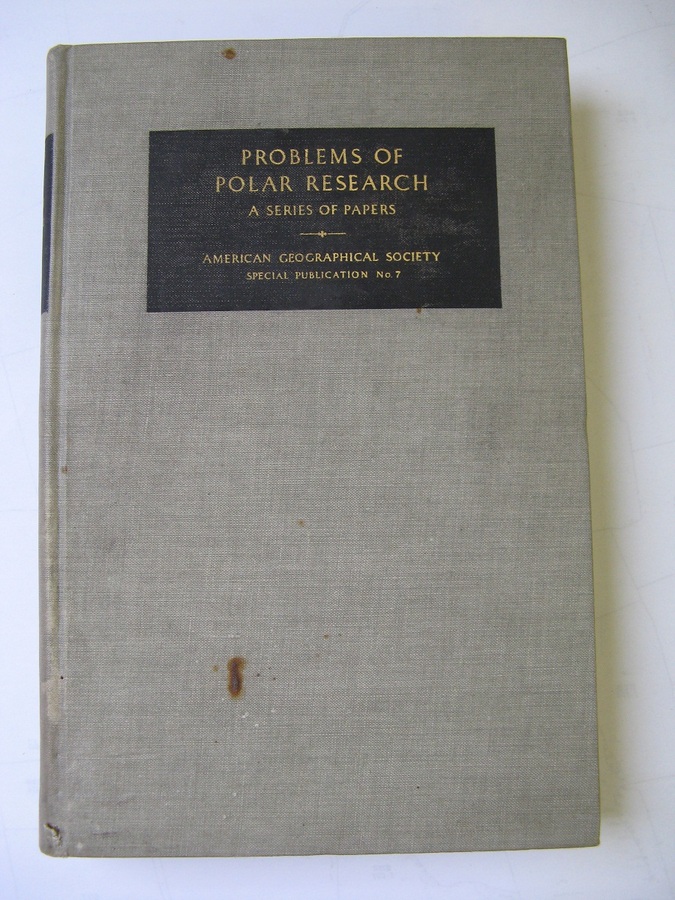 PROBLEMS OF
POLAR RESEARCH
A SERIES OF PAPERS
AMERICAN GEOGRAPHICAL SOCIETY
SPECIAL PUBLICATION No. 7